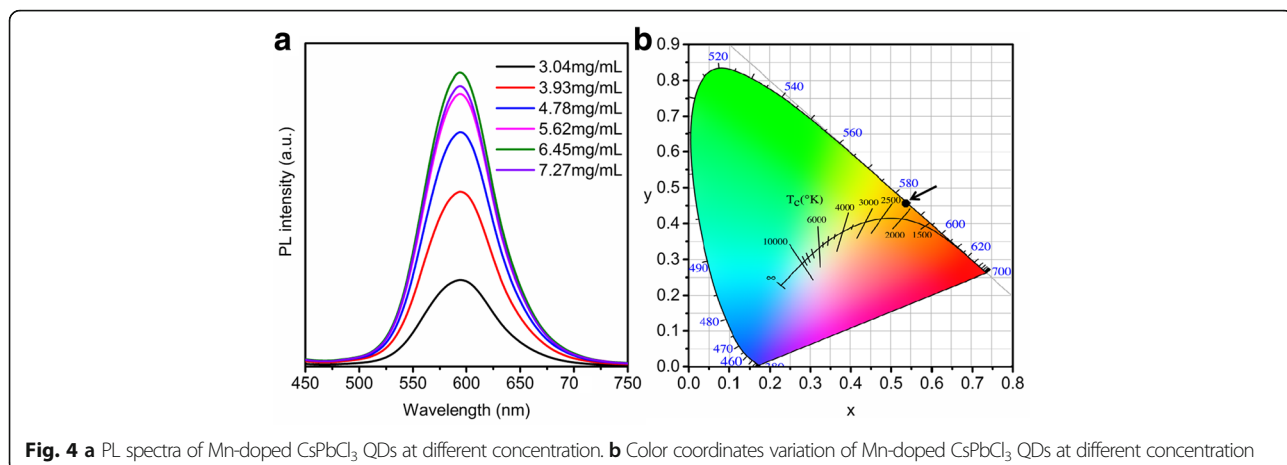 a
PL intensity (a.u.)
3.04mg/mL
3.93mg/mL
4.78mg/mL
5.62mg/mL
6.45mg/mL
7.27mg/mL
450 500 550 600 650 70 750
Wavelength (nm)
b
0.9
0.8
0.7
0.6
0.5
0.4
0.3
0.2
0.1
0.0
y
520
540
560
580
600
620
700
490
480
470
460
Tc(°K)
∞
10000
6000
4000
3000
2500
2000
1500
0.0 0.1 0.2 0.3 0.4 0.5 0.6 0.7 0.8
x
Fig. 4 a PL spectra of Mn-doped CsPbCl₃ QDs at different concentration. b Color coordinates variation of Mn-doped CsPbCl₃ QDs at different concentration